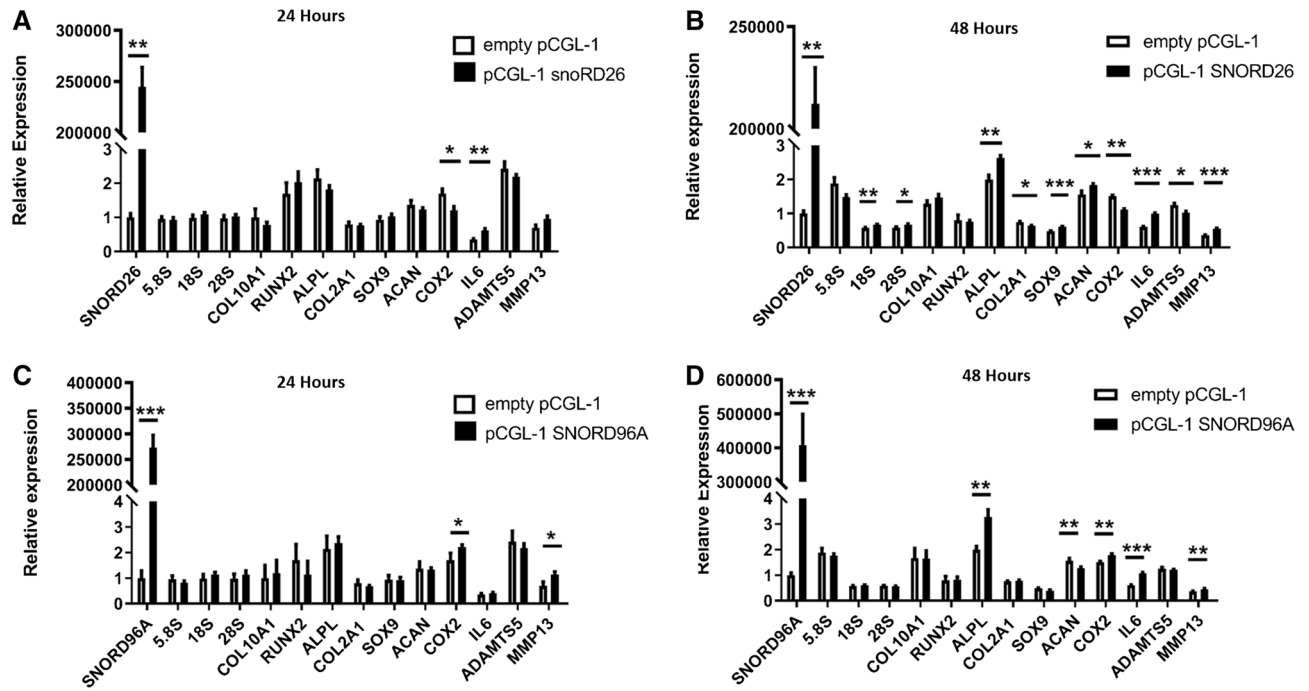 A
24 Hours
Relative Expression
300000
250000
200000
3
2
1
0
**
*
**
empty pCGL-1
pCGL-1 snoRD26
SNORD26
5.8S
18S
28S
COL10A1
RUNX2
ALPL
COL2A1
SOX9
ACAN
COX2
IL6
ADAMTS5
MMP13
B
48 Hours
Relative Expression
250000
200000
3
2
1
0
**
**
*
**
*
***
*
**
***
*
***
empty pCGL-1
pCGL-1 SNORD26
SNORD26
5.8S
18S
28S
COL10A1
RUNX2
ALPL
COL2A1
SOX9
ACAN
COX2
IL6
ADAMTS5
MMP13
C
24 Hours
Relative expression
400000
350000
300000
250000
200000
4
3
2
1
0
***
*
*
empty pCGL-1
pCGL-1 SNORD96A
SNORD96A
5.8S
18S
28S
COL10A1
RUNX2
ALPL
COL2A1
SOX9
ACAN
COX2
IL6
ADAMTS5
MMP13
D
48 Hours
Relative Expression
600000
500000
400000
300000
4
3
2
1
0
***
**
**
**
***
**
empty pCGL-1
pCGL-1 SNORD96A
SNORD96A
5.8S
18S
28S
COL10A1
RUNX2
ALPL
COL2A1
SOX9
ACAN
COX2
IL6
ADAMTS5
MMP13